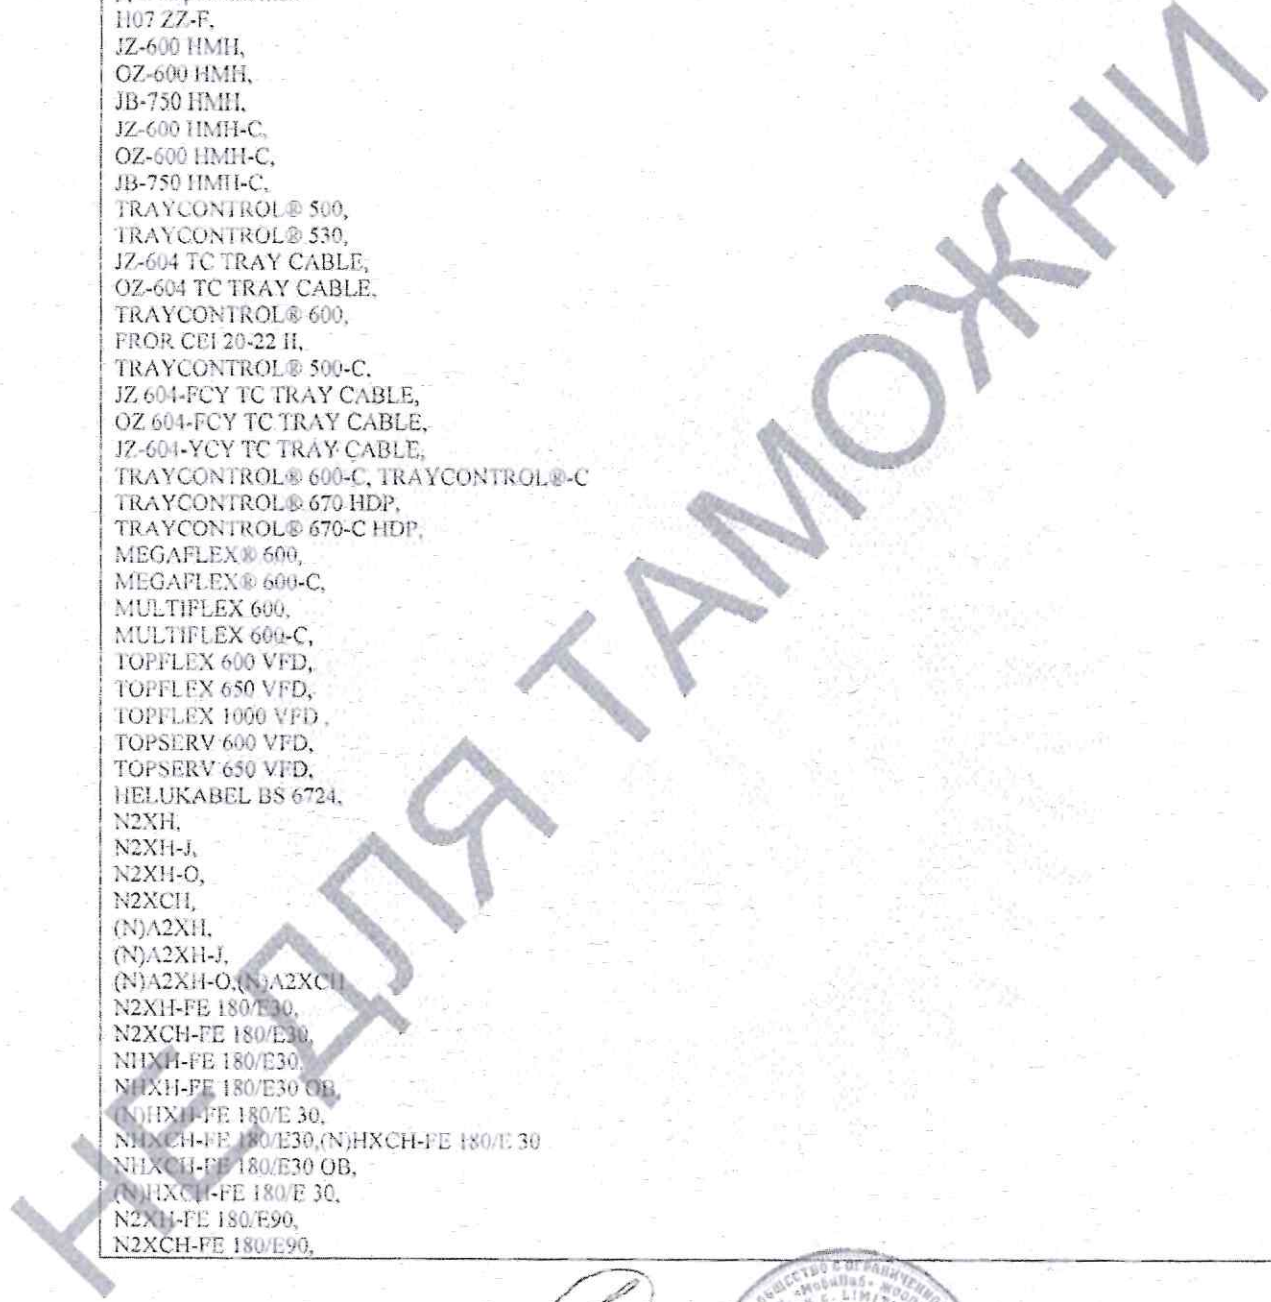 H07 ZZ-F,
JZ-600 HMH,
OZ-600 HMH,
JB-750 HMH,
JZ-600 HMH-C,
OZ-600 HMH-C,
JB-750 HMH-C,
TRAYCONTROL® 500,
TRAYCONTROL® 530,
JZ-604 TC TRAY CABLE,
OZ-604 TC TRAY CABLE,
TRAYCONTROL® 600,
FROR CEI 20-22 II,
TRAYCONTROL® 500-C,
JZ 604-FCY TC TRAY CABLE,
OZ 604-FCY TC TRAY CABLE,
JZ-604-YCY TC TRAY CABLE,
TRAYCONTROL® 600-C, TRAYCONTROL®-C
TRAYCONTROL® 670 HDP,
TRAYCONTROL® 670-C HDP,
MEGAFLEX® 600,
MEGAFLEX® 600-C,
MULTIFLEX 600,
MULTIFLEX 600-C,
TOPFLEX 600 VFD,
TOPFLEX 650 VFD,
TOPFLEX 1000 VFD ,
TOPSERV 600 VFD,
TOPSERV 650 VFD,
HELUKABEL BS 6724,
N2XH,
N2XH-J,
N2XH-O,
N2XCH,
(N)A2XH,
(N)A2XH-J,
(N)A2XH-O,(N)A2XCH
N2XH-FE 180/E30,
N2XCH-FE 180/E30,
NHXH-FE 180/E30,
NHXH-FE 180/E30 OB,
(N)HXH-FE 180/E 30,
NHXCH-FE 180/E30,(N)HXCH-FE 180/E 30
NHXCH-FE 180/E30 OB,
(N)HXCH-FE 180/E 30,
N2XH-FE 180/E90,
N2XCH-FE 180/E90,
НЕ ДЛЯ ТАМОЖНИ